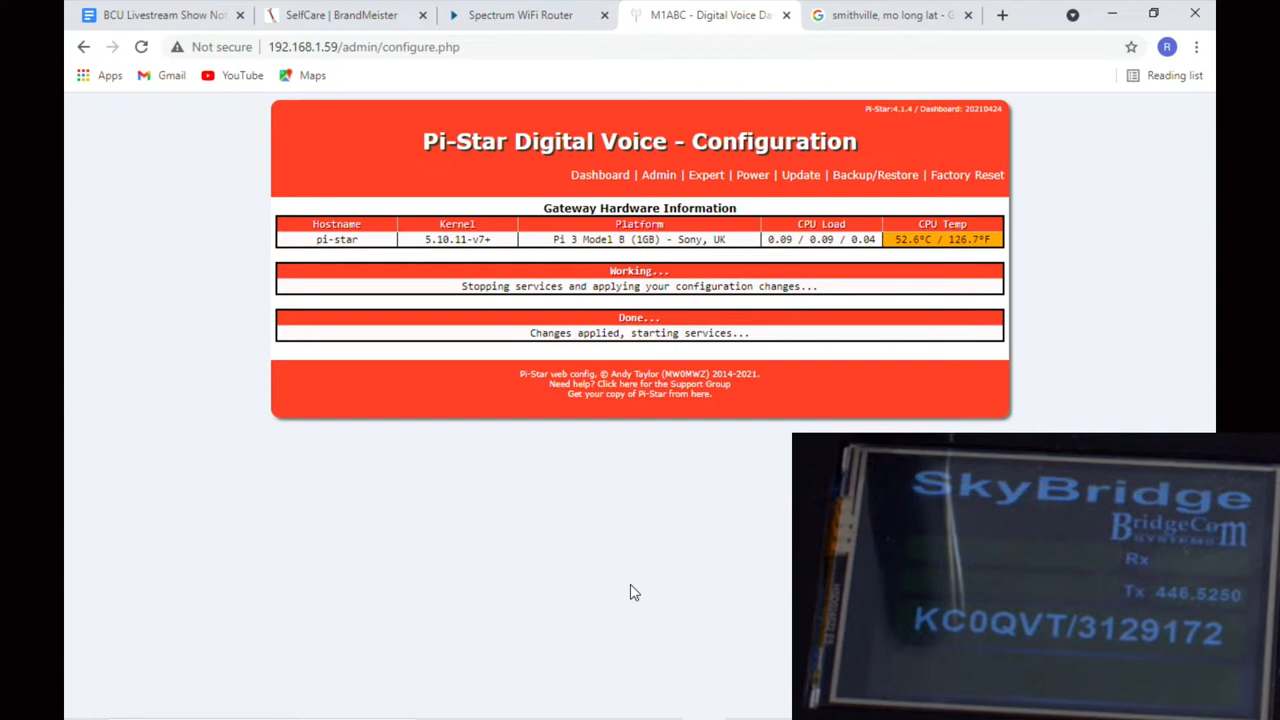 BCU Livestream Show Not
SelfCare | BrandMeister
Spectrum WiFi Router
M1ABC - Digital Voice Da
smithville, mo long lat - G
Not secure
192.168.1.59/admin/configure.php
R
Apps
Gmail
YouTube
Maps
Reading list
Pi-Star:4.1.4 / Dashboard: 20210424
Pi-Star Digital Voice - Configuration
Dashboard | Admin | Expert | Power | Update | Backup/Restore | Factory Reset
Gateway Hardware Information
Hostname Kernel Platform CPU Load CPU Temp
pi-star 5.10.11-v7+ Pi 3 Model B (1GB) - Sony, UK 0.09 / 0.09 / 0.04 52.6°C / 126.7°F
Working...
Stopping services and applying your configuration changes...
Done...
Changes applied, starting services...
Pi-Star web config, © Andy Taylor (MW0MWZ) 2014-2021.
Need help? Click here for the Support Group
Get your copy of Pi-Star from here.
SkyBridge
BridgeCom
SYSTEMS
Rx
Tx 446.5250
KC0QVT/3129172